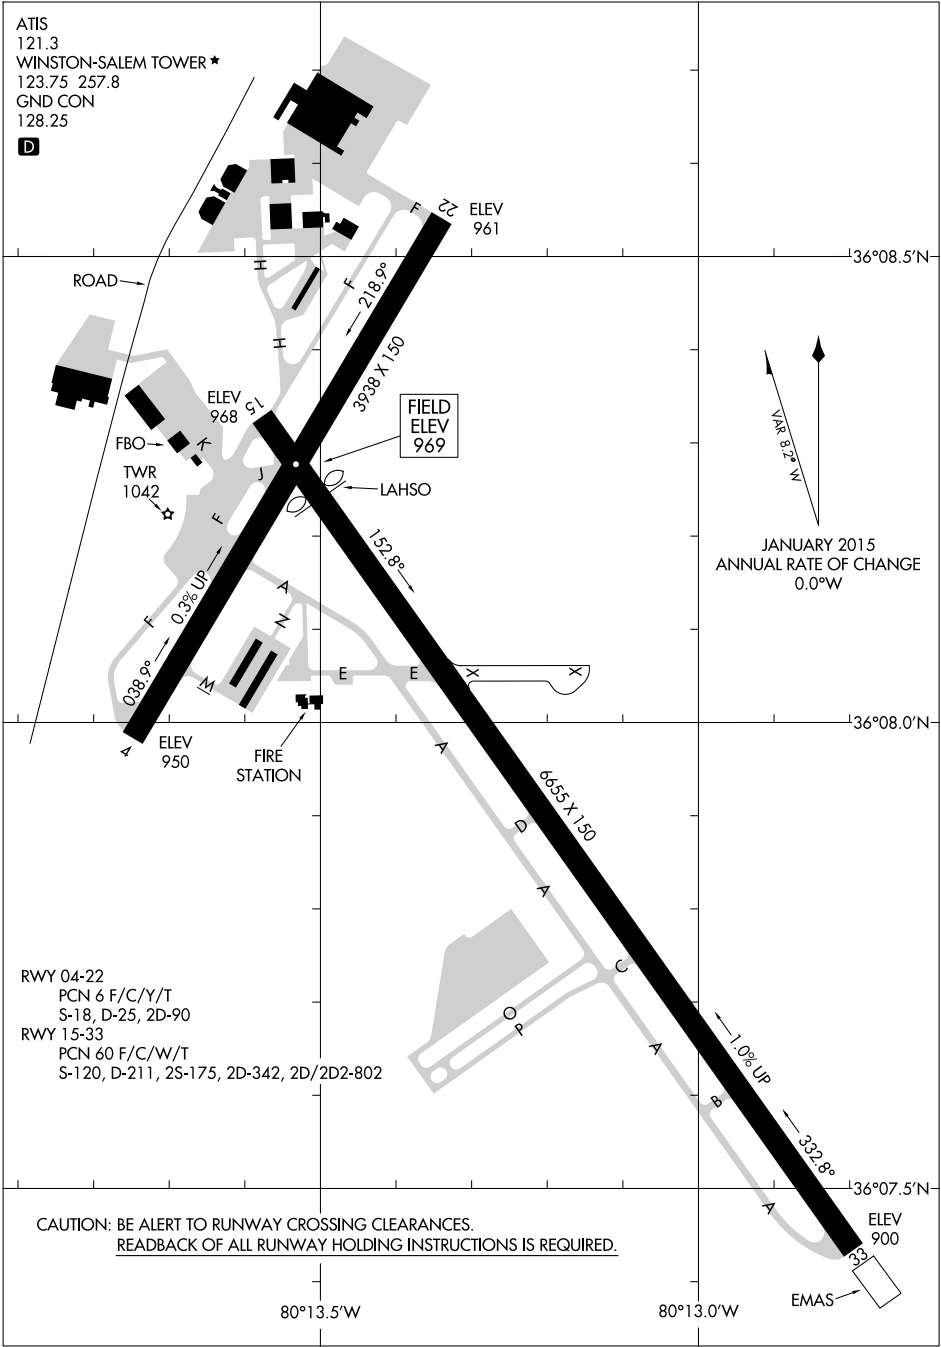 ATIS
121.3
WINSTON-SALEM TOWER ★
123.75 257.8
GND CON
128.25
D
22
ELEV
961
F
36°08.5'N
ROAD
H
F
218.9°
H
3938 X 150
ELEV
968
15
FIELD
ELEV
969
VAR 8.2° W
FBO
K
TWR
1042
J
LAHSO
F
152.8°
JANUARY 2015
ANNUAL RATE OF CHANGE
0.0°W
0.3% UP
A
N
F
038.9°
M
E
E
X
X
4
ELEV
950
FIRE
STATION
36°08.0'N
A
6655 X 150
D
A
C
RWY 04-22
PCN 6 F/C/Y/T
S-18, D-25, 2D-90
RWY 15-33
PCN 60 F/C/W/T
S-120, D-211, 2S-175, 2D-342, 2D/2D2-802
O
P
A
1.0% UP
B
332.8°
36°07.5'N
A
CAUTION: BE ALERT TO RUNWAY CROSSING CLEARANCES.
READBACK OF ALL RUNWAY HOLDING INSTRUCTIONS IS REQUIRED.
ELEV
900
33
EMAS
80°13.5'W
80°13.0'W